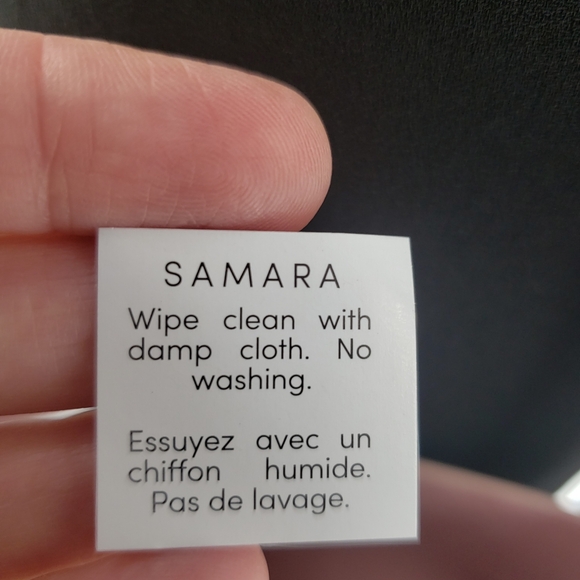 SAMARA
Wipe clean with
damp cloth. No
washing.
Essuyez avec un
chiffon humide.
Pas de lavage.